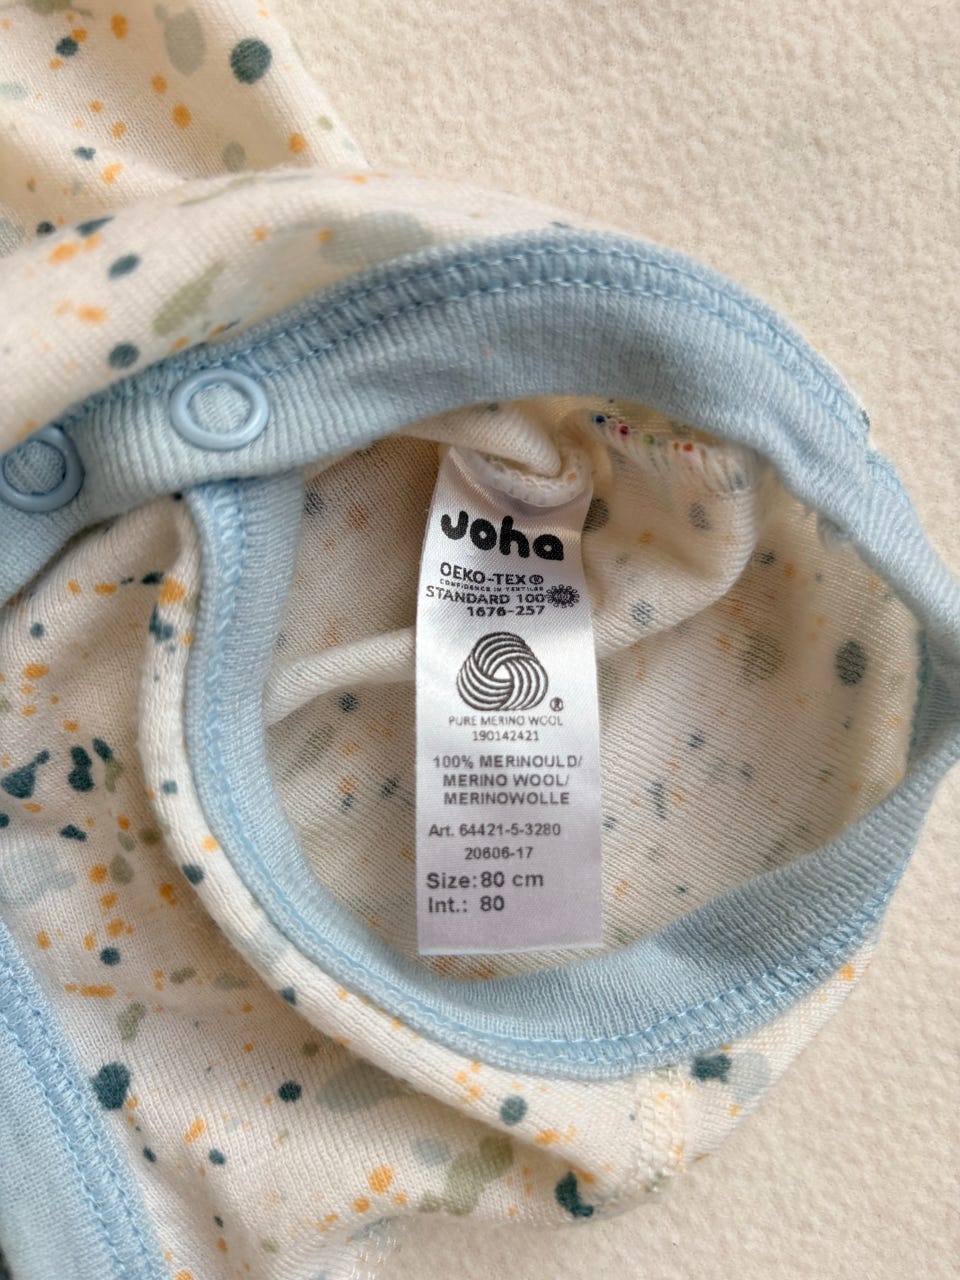 Joha
OEKO-TEX®
CONFIDENCE IN TEXTILES
STANDARD 100
1676-257
®
PURE MERINO WOOL
190142421
100% MERINOULD/
MERINO WOOL/
MERINOWOLLE
Art. 64421-5-3280
20606-17
Size: 80 cm
Int.: 80